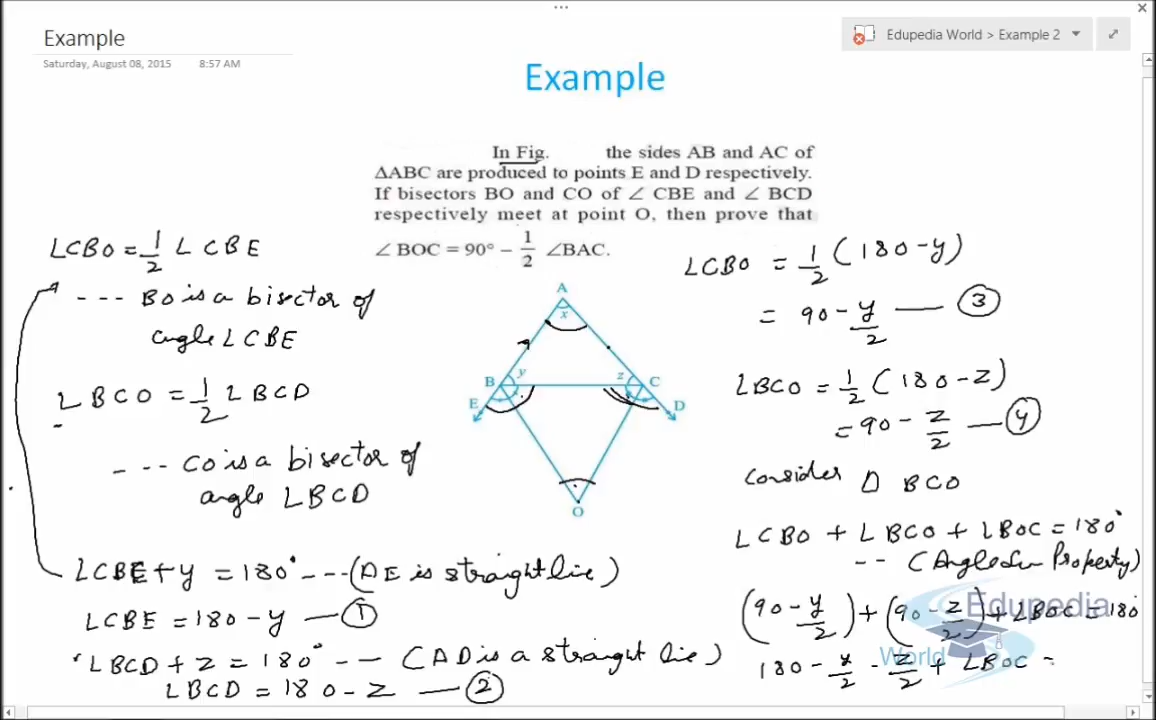 Example
Saturday, August 08, 2015 8:57 AM
Edupedia World > Example 2
Example
In Fig. the sides AB and AC of
ΔABC are produced to points E and D respectively.
If bisectors BO and CO of ∠ CBE and ∠ BCD
respectively meet at point O, then prove that
∠ BOC = 90° – 1/2 ∠BAC.
∠CBO = 1/2 ∠CBE
--- BO is a bisector of
angle ∠CBE
∠BCO = 1/2 ∠BCD
--- CO is a bisector of
angle ∠BCD
∠CBE + y = 180° --- (AE is straight lie)
∠CBE = 180 - y — ①
∠BCD + z = 180° -- (AD is a straight lie)
∠BCD = 180 - z — ②
A
x
B y z C
E D
O
∠CBO = 1/2 (180 - y)
= 90 - y/2 — ③
∠BCO = 1/2 (180 - z)
= 90 - z/2 — ④
Consider Δ BCO
∠CBO + ∠BCO + ∠BOC = 180°
-- (Angle Sum Property)
(90 - y/2) + (90 - z/2) + ∠BOC = 180°
180 - y/2 - z/2 + ∠BOC =
Edupedia
World